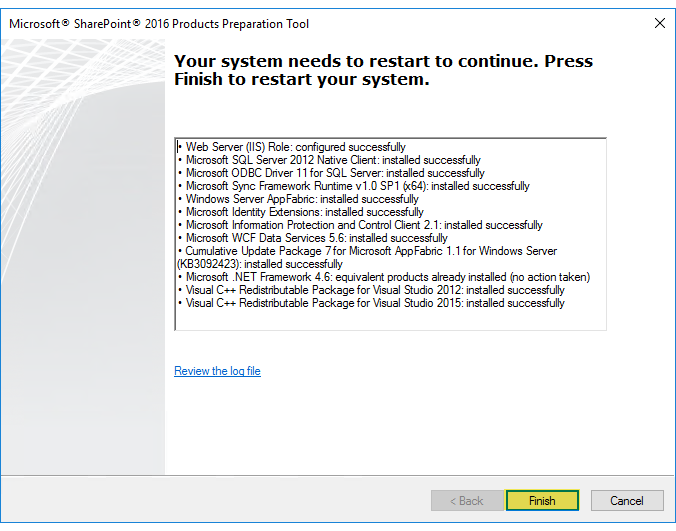 Microsoft® SharePoint® 2016 Products Preparation Tool
Your system needs to restart to continue. Press
Finish to restart your system.
• Web Server (IIS) Role: configured successfully
• Microsoft SQL Server 2012 Native Client: installed successfully
• Microsoft ODBC Driver 11 for SQL Server: installed successfully
• Microsoft Sync Framework Runtime v1.0 SP1 (x64): installed successfully
• Windows Server AppFabric: installed successfully
• Microsoft Identity Extensions: installed successfully
• Microsoft Information Protection and Control Client 2.1: installed successfully
• Microsoft WCF Data Services 5.6: installed successfully
• Cumulative Update Package 7 for Microsoft AppFabric 1.1 for Windows Server
(KB3092423): installed successfully
• Microsoft .NET Framework 4.6: equivalent products already installed (no action taken)
• Visual C++ Redistributable Package for Visual Studio 2012: installed successfully
• Visual C++ Redistributable Package for Visual Studio 2015: installed successfully
Review the log file
< Back Finish Cancel